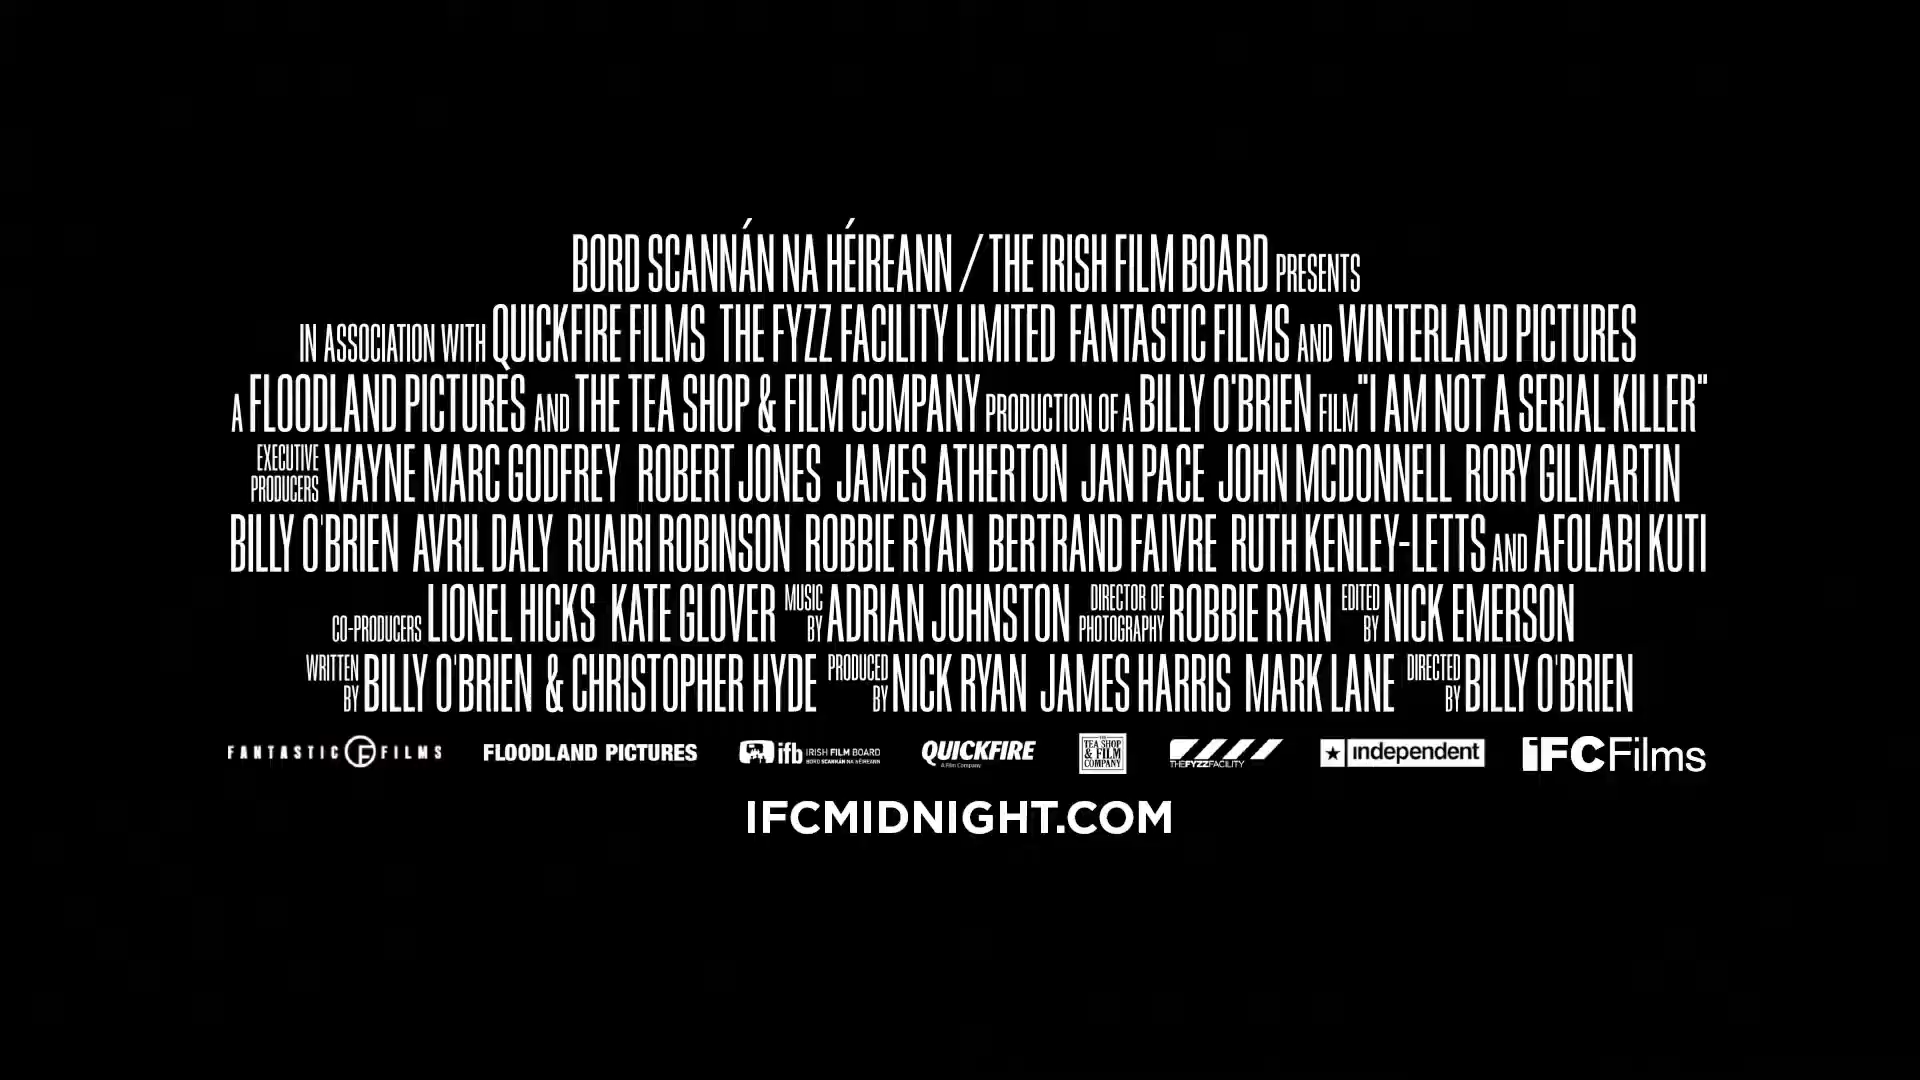 BORD SCANNÁN NA HÉIREANN / THE IRISH FILM BOARD PRESENTS
IN ASSOCIATION WITH QUICKFIRE FILMS THE FYZZ FACILITY LIMITED FANTASTIC FILMS AND WINTERLAND PICTURES
A FLOODLAND PICTURES AND THE TEA SHOP & FILM COMPANY PRODUCTION OF A BILLY O'BRIEN FILM "I AM NOT A SERIAL KILLER"
EXECUTIVE PRODUCERS WAYNE MARC GODFREY ROBERT JONES JAMES ATHERTON JAN PACE JOHN MCDONNELL RORY GILMARTIN
BILLY O'BRIEN AVRIL DALY RUAIRI ROBINSON ROBBIE RYAN BERTRAND FAIVRE RUTH KENLEY-LETTS AND AFOLABI KUTI
CO-PRODUCERS LIONEL HICKS KATE GLOVER MUSIC BY ADRIAN JOHNSTON DIRECTOR OF PHOTOGRAPHY ROBBIE RYAN EDITED BY NICK EMERSON
WRITTEN BY BILLY O'BRIEN & CHRISTOPHER HYDE PRODUCED BY NICK RYAN JAMES HARRIS MARK LANE DIRECTED BY BILLY O'BRIEN
FANTASTIC FILMS FLOODLAND PICTURES ifb IRISH FILM BOARD BORD SCANNÁN NA HÉIREANN QUICKFIRE A Film Company THE TEA SHOP & FILM COMPANY THEFYZZFACILITY independent IFC Films
IFCMIDNIGHT.COM